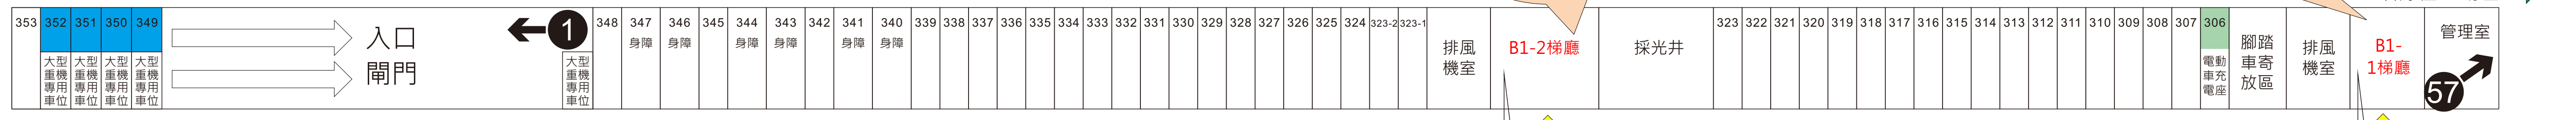 353 352 351 350 349
大型重機專用車位 大型重機專用車位 大型重機專用車位 大型重機專用車位
入口
閘門
1
大型重機專用車位
348 347 346 345 344 343 342 341 340 339 338 337 336 335 334 333 332 331 330 329 328 327 326 325 324 323-2 323-1
身障 身障 身障 身障 身障 身障
排風
機室
B1-2梯廳
採光井
323 322 321 320 319 318 317 316 315 314 313 312 311 310 309 308 307 306
電動
車充
電座
腳踏
車寄
放區
排風
機室
B1-
1梯廳
管理室
57